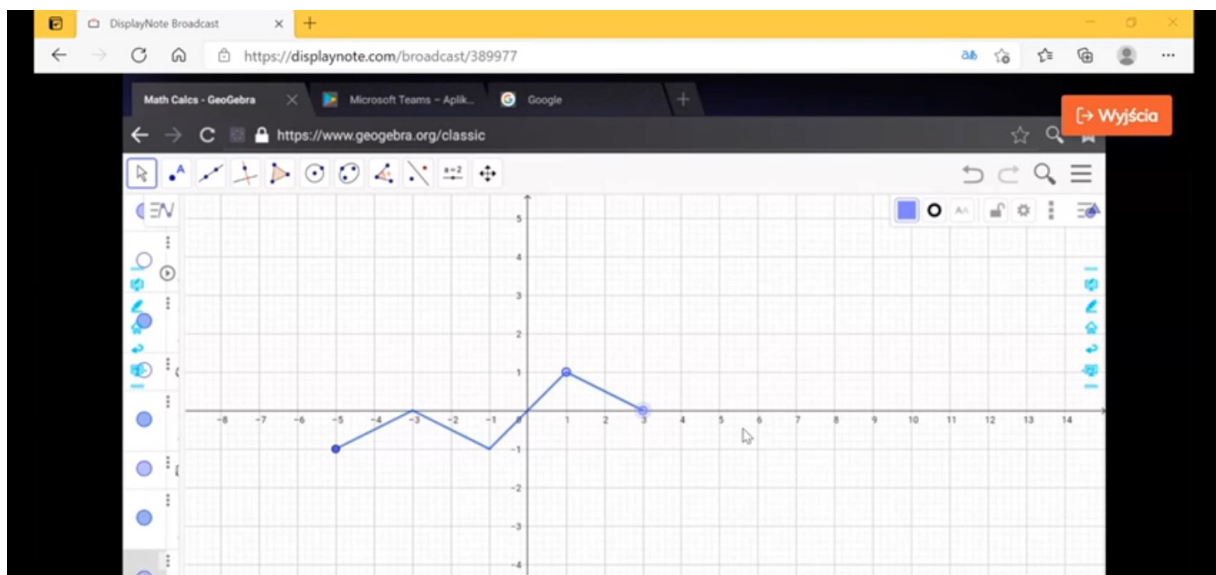 DisplayNote Broadcast
https://displaynote.com/broadcast/389977
Math Calcs - GeoGebra
Microsoft Teams – Aplik...
Google
Wyjścia
https://www.geogebra.org/classic
A
a=2
AA
5
4
3
2
1
-8 -7 -6 -5 -4 -3 -2 -1 0 1 2 3 4 5 6 7 8 9 10 11 12 13 14
-1
-2
-3
-4